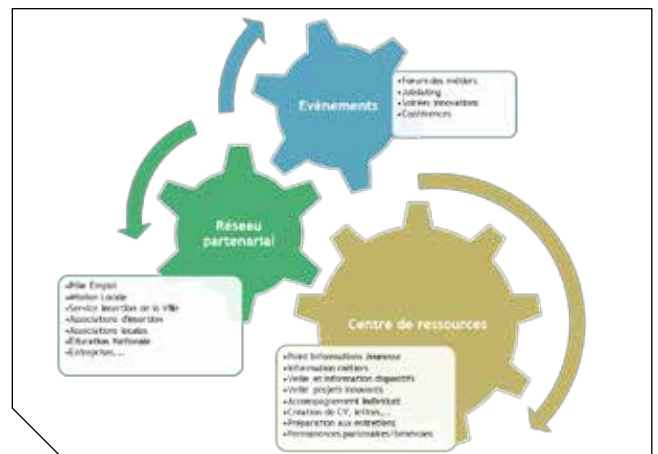 Evènements
•Forum des métiers
•Jobdating
•Soirées innovations
•Conférences
Réseau
partenarial
•Pôle Emploi
•Mission Locale
•Service Insertion de la Ville
•Associations d'insertion
•Associations locales
•Education Nationale
•Entreprises...
Centre de ressources
•Point Informations Jeunesse
•Information métiers
•Veille et information dispositifs
•Veille projets innovants
•Accompagnement individuel
•Création de CV, lettres,...
•Préparation aux entretiens
•Permanences partenaires/bénévoles